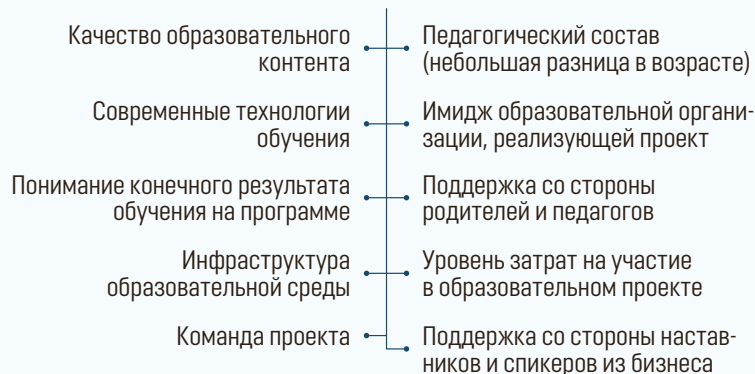 Качество образовательного
контента
Педагогический состав
(небольшая разница в возрасте)
Современные технологии
обучения
Имидж образовательной органи-
зации, реализующей проект
Понимание конечного результата
обучения на программе
Поддержка со стороны
родителей и педагогов
Инфраструктура
образовательной среды
Уровень затрат на участие
в образовательном проекте
Команда проекта
Поддержка со стороны настав-
ников и спикеров из бизнеса